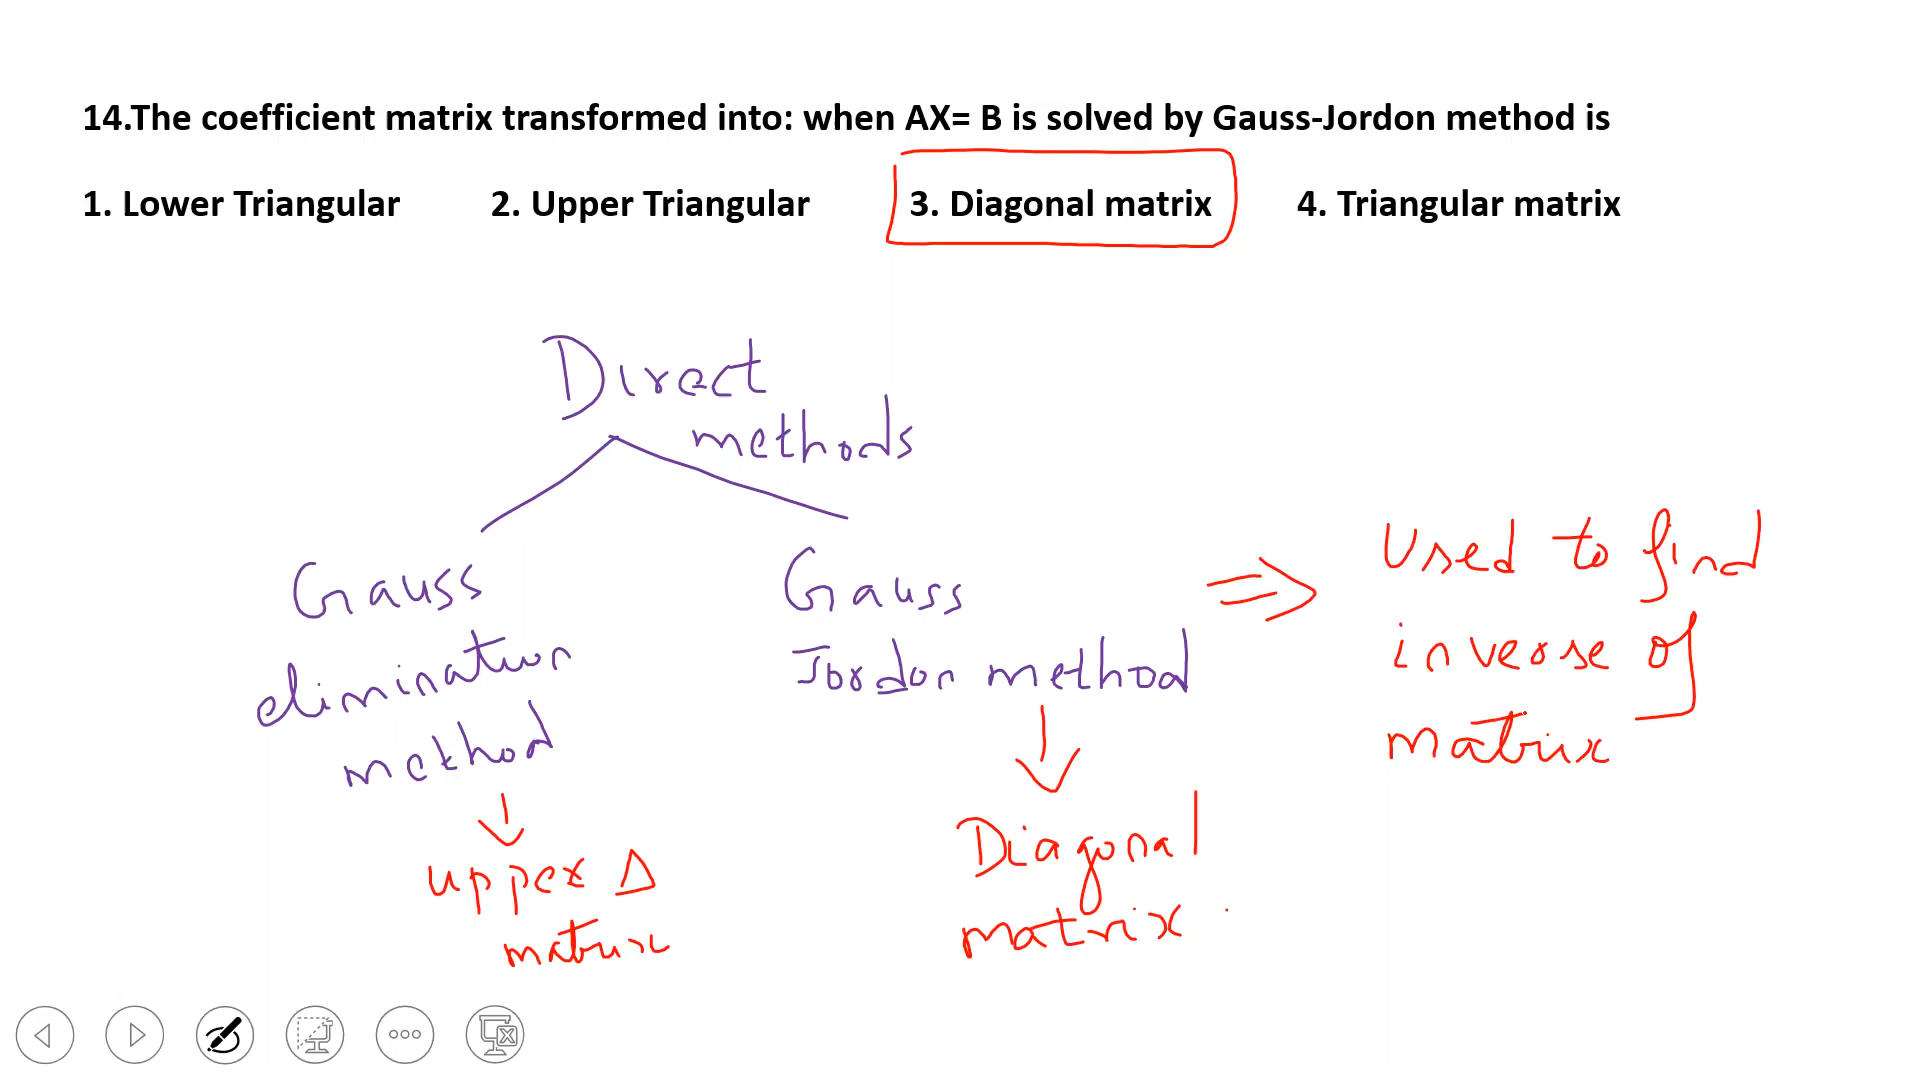 14.The coefficient matrix transformed into: when AX= B is solved by Gauss-Jordon method is
1. Lower Triangular 2. Upper Triangular 3. Diagonal matrix 4. Triangular matrix
Direct
methods
Gauss
elimination
method
upper Δ
matrix
Gauss
Jordon method
Diagonal
matrix
Used to find
inverse of
matrix